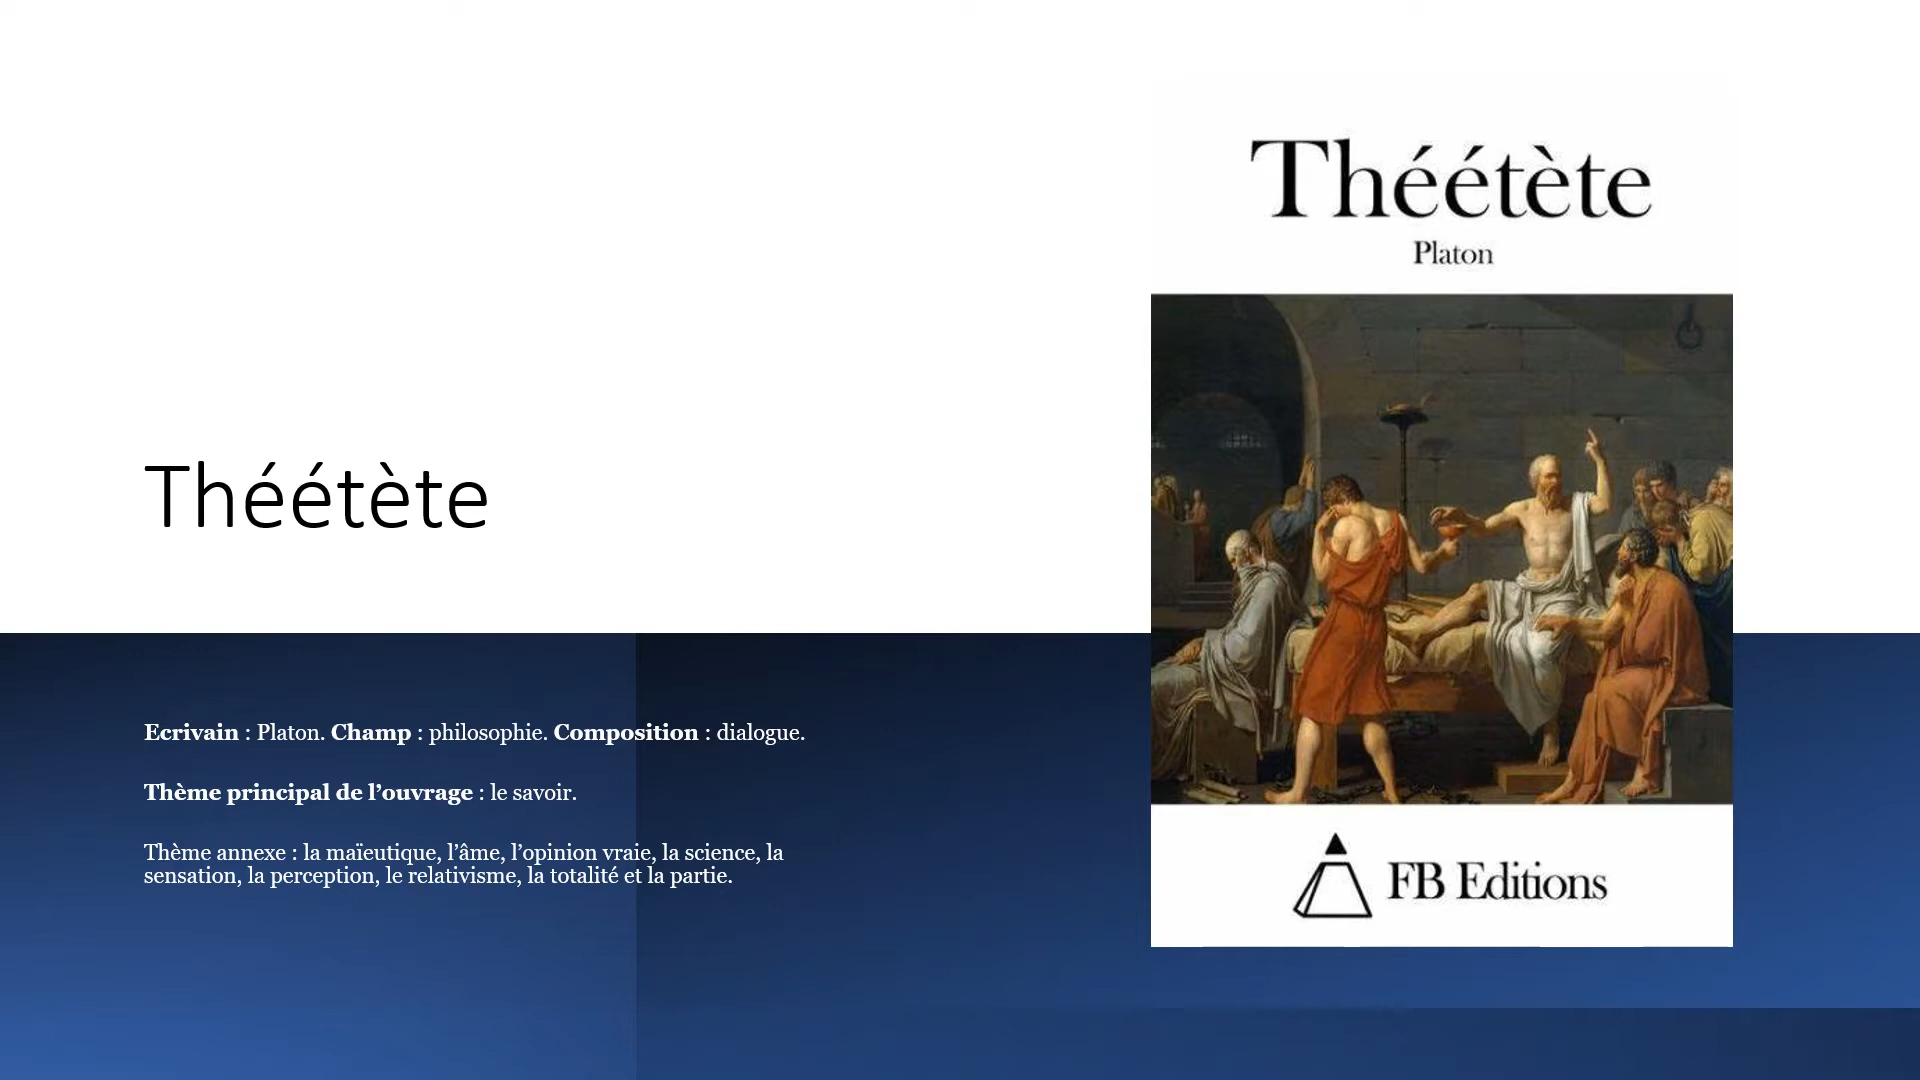 Théétète
Ecrivain : Platon. Champ : philosophie. Composition : dialogue.
Thème principal de l’ouvrage : le savoir.
Thème annexe : la maïeutique, l’âme, l’opinion vraie, la science, la
sensation, la perception, le relativisme, la totalité et la partie.
Théétète
Platon
FB Editions